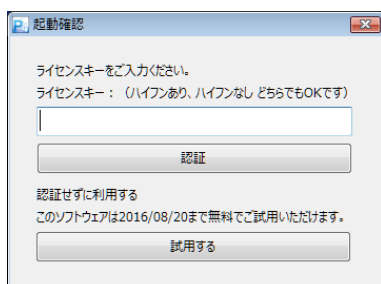 起動確認
ライセンスキーをご入力ください。
ライセンスキー： （ハイフンあり、ハイフンなし どちらでもOKです）
認証
認証せずに利用する
このソフトウェアは2016/08/20まで無料でご試用いただけます。
試用する